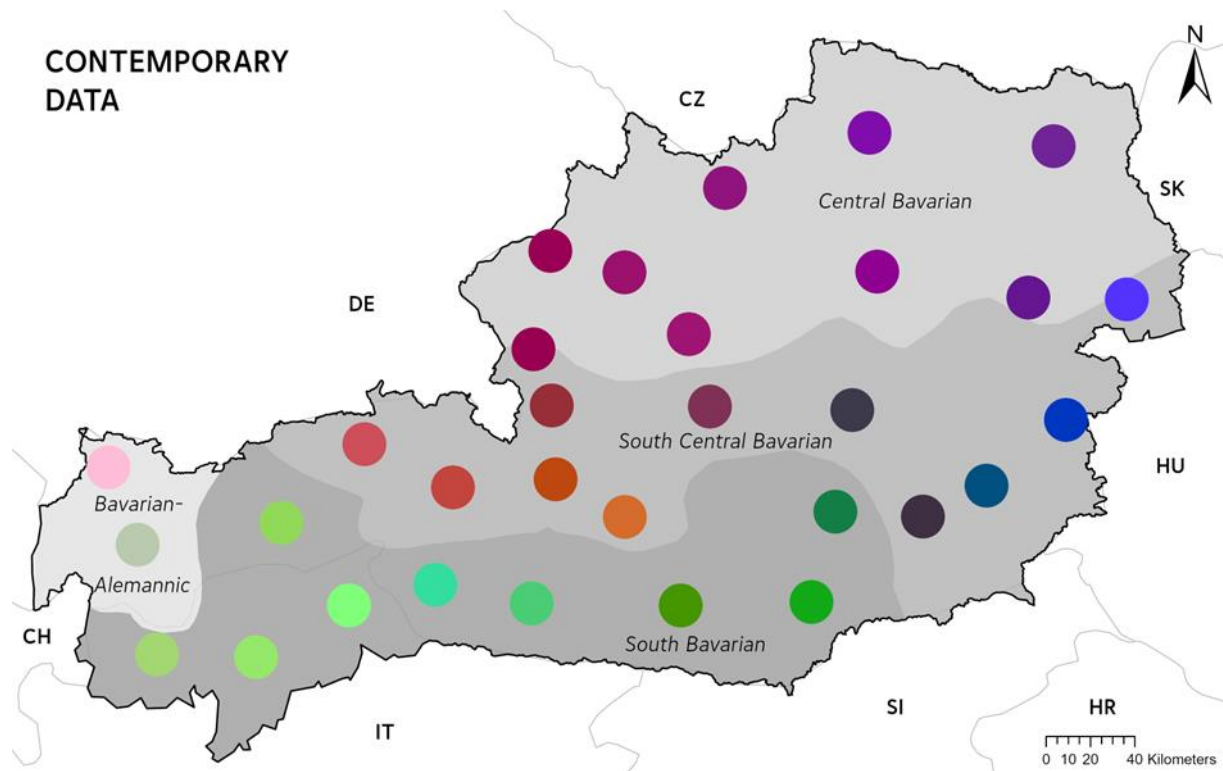 CONTEMPORARY
DATA
N
CZ
SK
Central Bavarian
DE
South Central Bavarian
HU
Bavarian-
Alemannic
CH
South Bavarian
IT
SI
HR
0 10 20 40 Kilometers